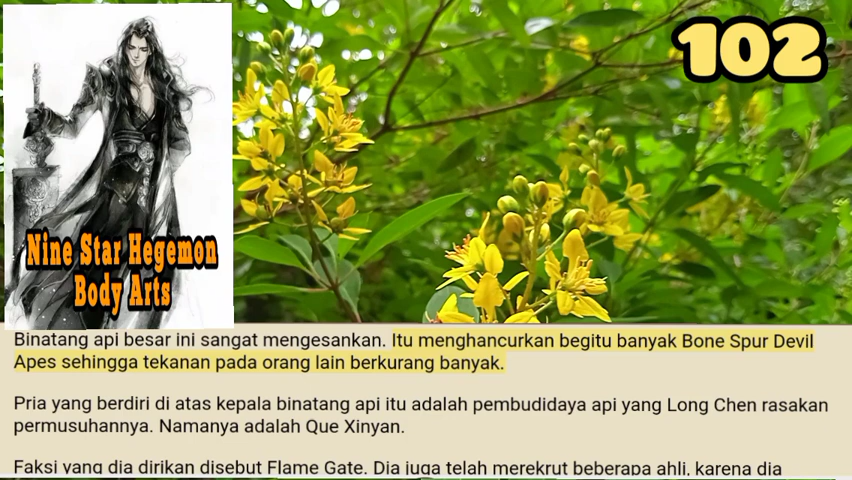 102
Nine Star Hegemon
Body Arts
Binatang api besar ini sangat mengesankan. Itu menghancurkan begitu banyak Bone Spur Devil
Apes sehingga tekanan pada orang lain berkurang banyak.
Pria yang berdiri di atas kepala binatang api itu adalah pembudidaya api yang Long Chen rasakan
permusuhannya. Namanya adalah Que Xinyan.
Faksi yang dia dirikan disebut Flame Gate. Dia juga telah merekrut beberapa ahli, karena dia